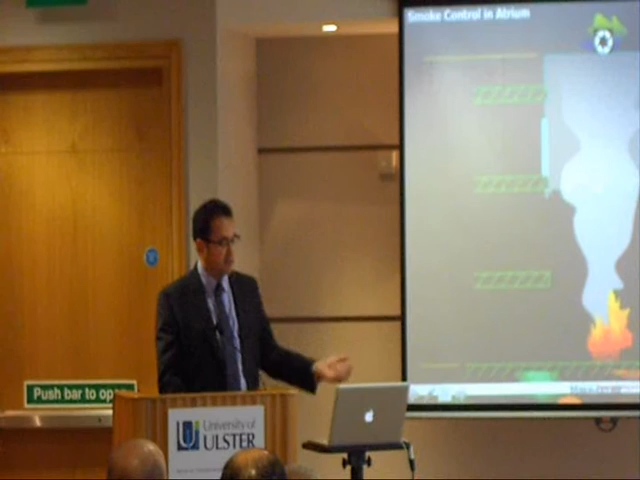 Smoke Control in Atrium
Push bar to open
University of
ULSTER